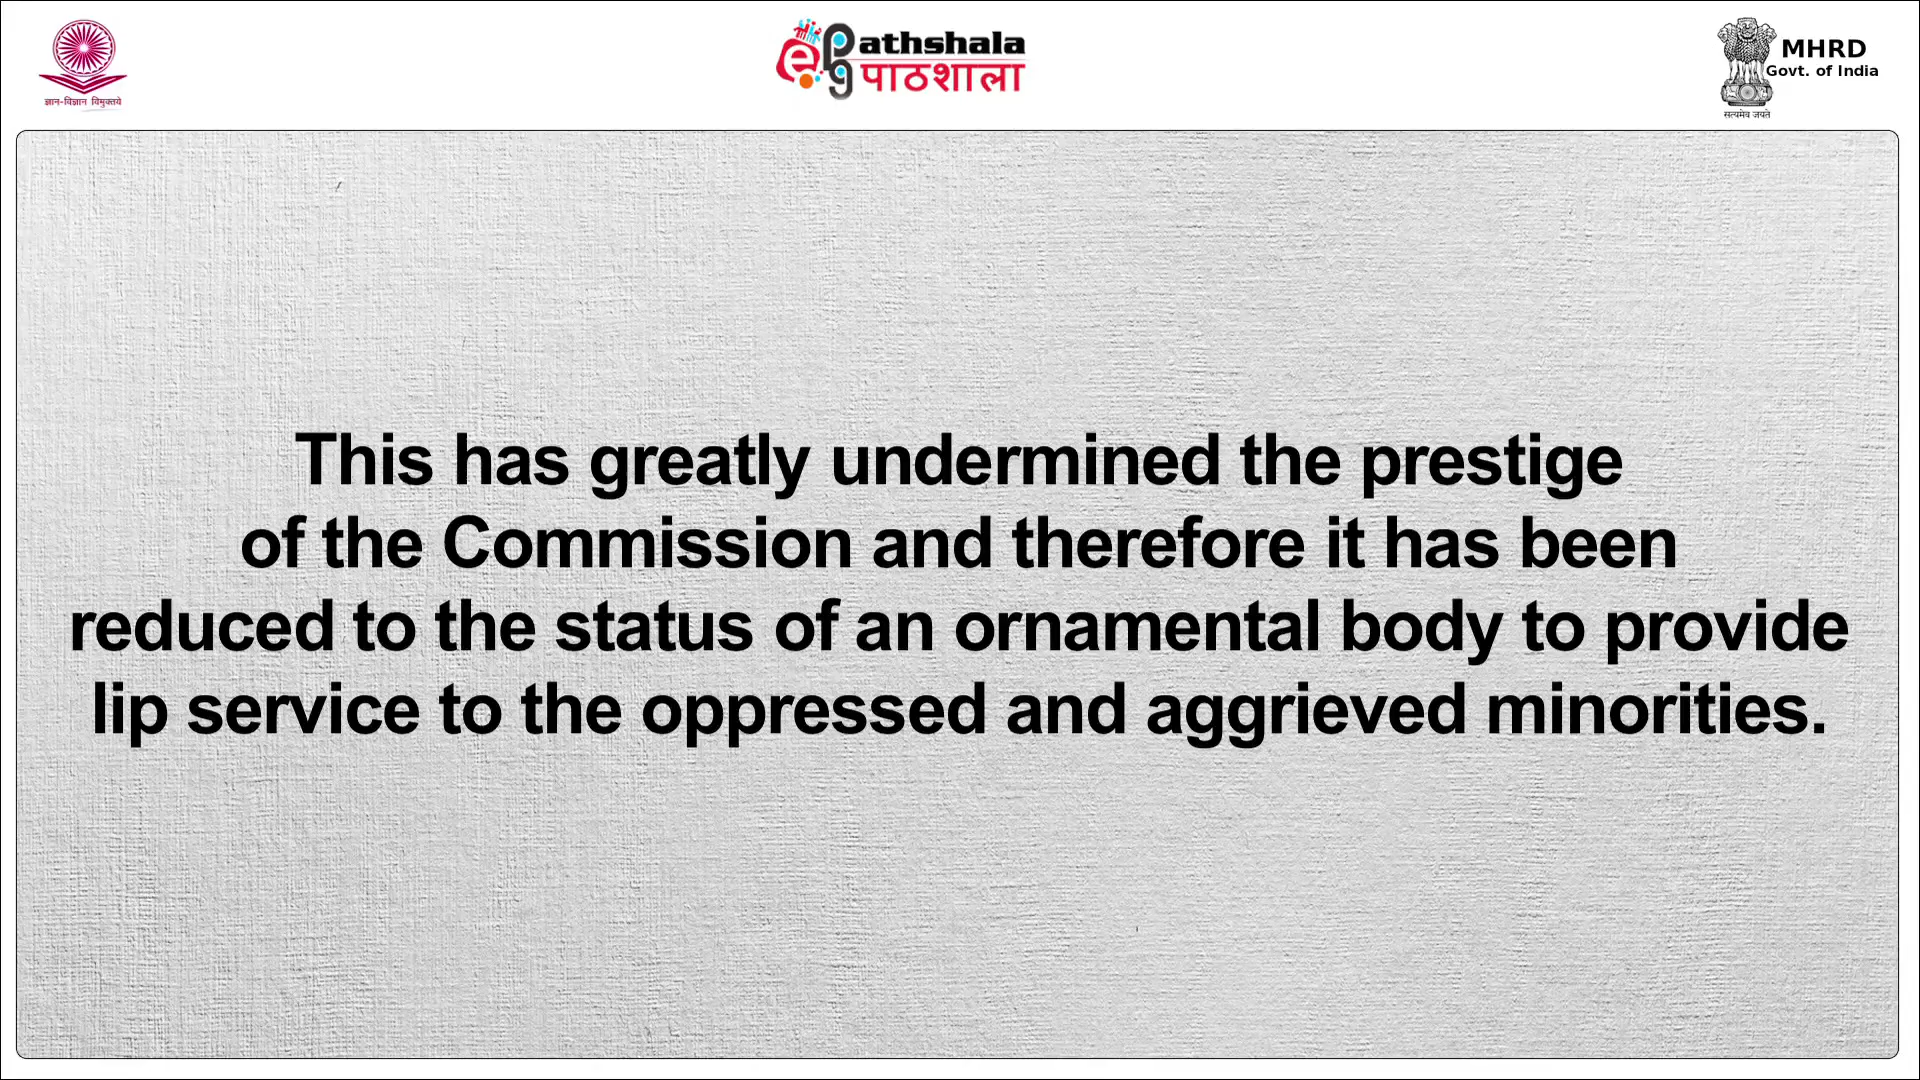 ज्ञान-विज्ञान विमुक्तये
ePG Pathshala
पाठशाला
MHRD
Govt. of India
सत्यमेव जयते
This has greatly undermined the prestige
of the Commission and therefore it has been
reduced to the status of an ornamental body to provide
lip service to the oppressed and aggrieved minorities.